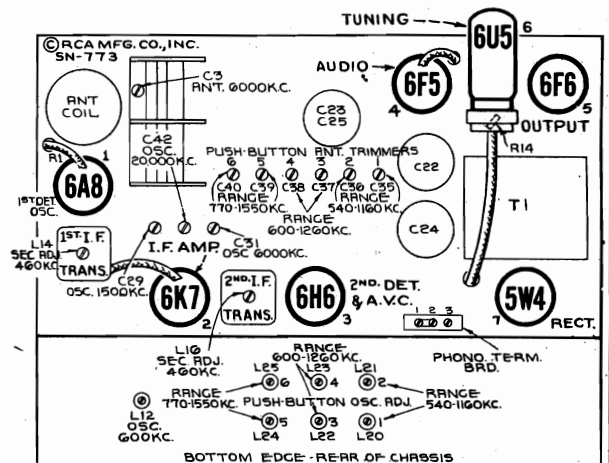 TUNING
6U5
6
© RCA MFG. CO., INC.
SN-773
AUDIO
6F5
4
6F6
5
OUTPUT
R14
ANT
COIL
C3
ANT. 6000KC.
C42
OSC.
20,000KC.
C23
C25
R1
1
6A8
1ST DET.
OSC.
PUSH-BUTTON ANT. TRIMMERS
6 5 4 3 2 1
C40 C39 C38 C37 C36 C35
RANGE
770-1550KC.
RANGE
600-1260KC.
RANGE
540-1160KC.
C22
C24
T1
L14
SEC ADJ.
460KC.
1ST. I.F.
TRANS.
I.F. AMP.
C31
OSC 6000KC.
C29
OSC. 1500KC.
6K7
2
2ND. I.F.
TRANS.
6H6
3
2ND. DET.
& A.V.C.
1 2 3
5W4
7
RECT.
PHONO. TERM.
BRD.
L16
SEC. ADJ.
460KC.
RANGE
600-1260KC.
L25 L23 L21
6 4 2
RANGE
770-1550KC.
PUSH-BUTTON OSC. ADJ.
RANGE
540-1160KC.
L12
OSC.
600KC.
5 3 1
L24 L22 L20
BOTTOM EDGE - REAR OF CHASSIS